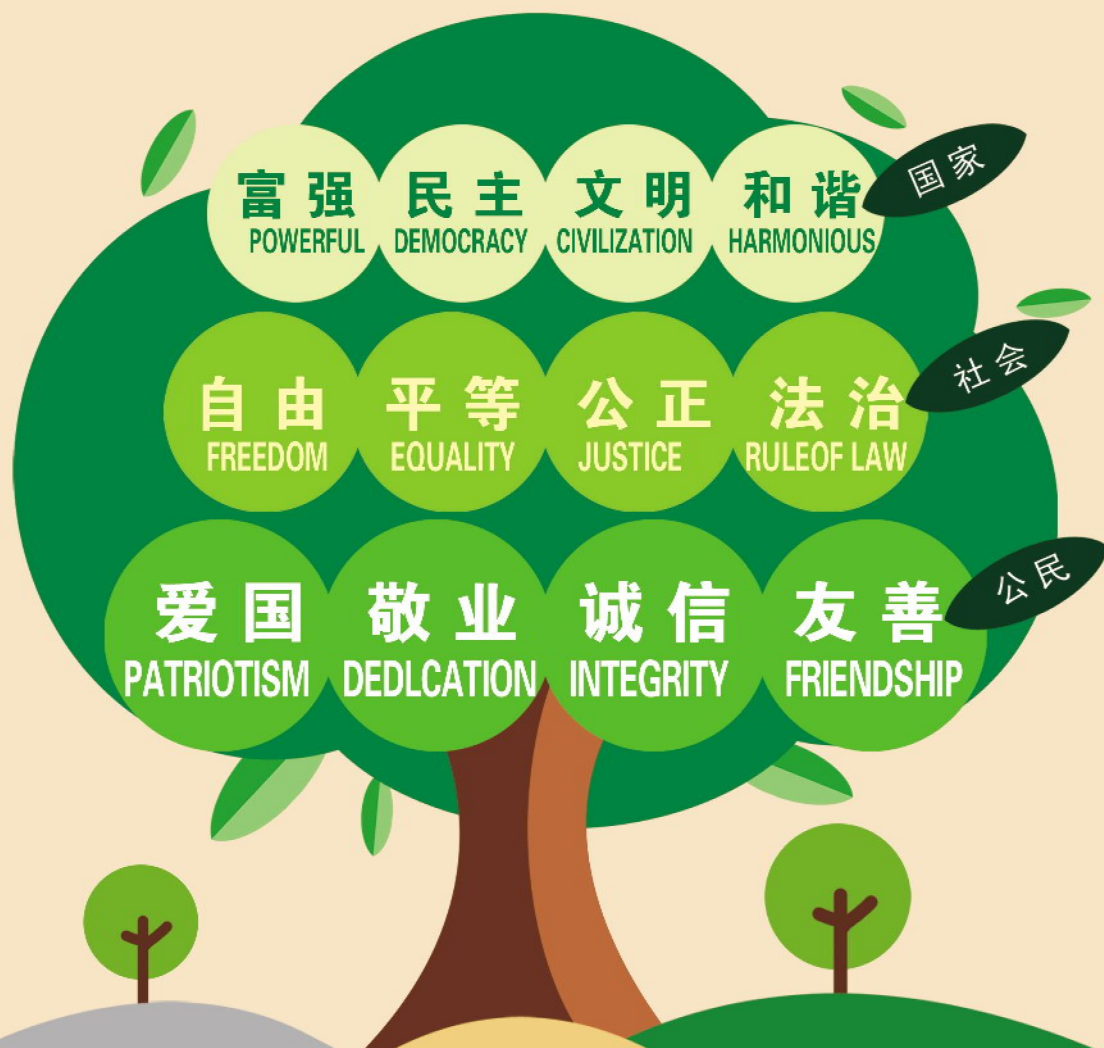 富强 民主 文明 和谐 国家
POWERFUL DEMOCRACY CIVILIZATION HARMONIOUS
自由 平等 公正 法治 社会
FREEDOM EQUALITY JUSTICE RULEOF LAW
爱国 敬业 诚信 友善 公民
PATRIOTISM DEDLCATION INTEGRITY FRIENDSHIP